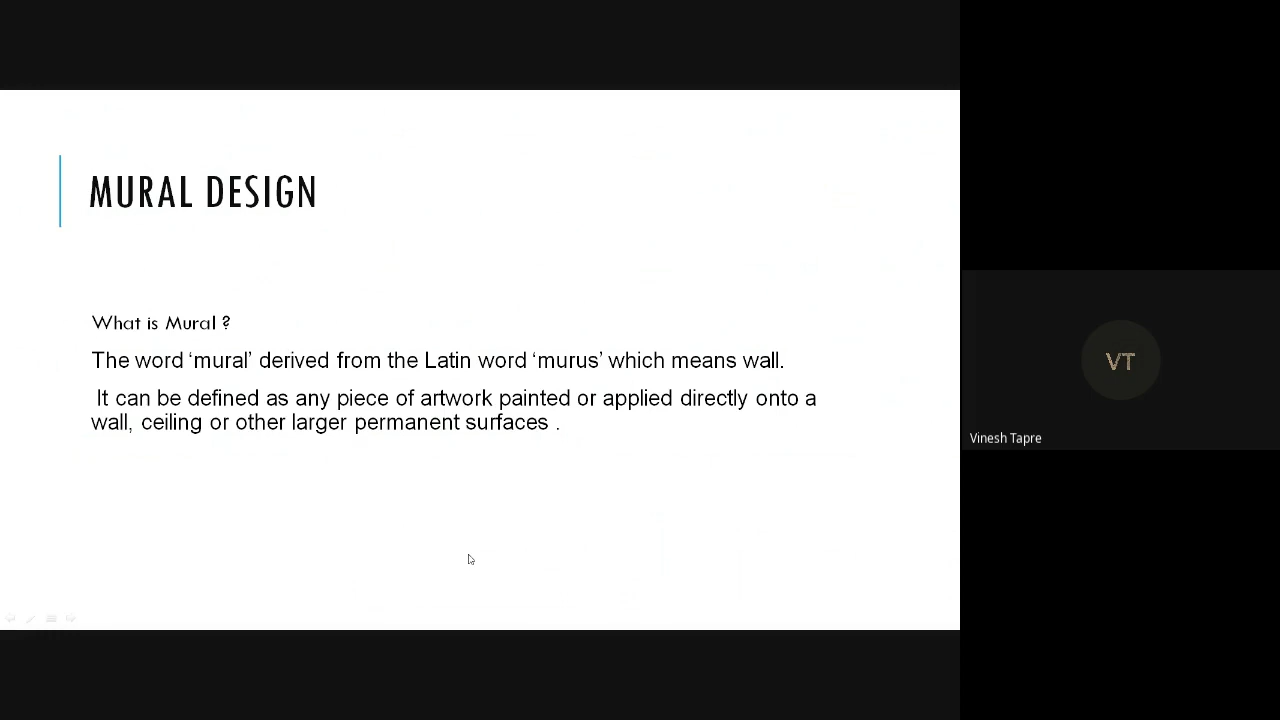 MURAL DESIGN
What is Mural ?
The word ‘mural’ derived from the Latin word ‘murus’ which means wall.
It can be defined as any piece of artwork painted or applied directly onto a
wall, ceiling or other larger permanent surfaces .
VT
Vinesh Tapre